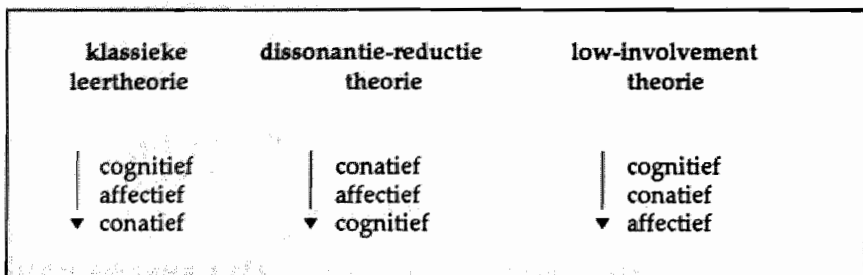 klassieke
leertheorie
dissonantie-reductie
theorie
low-involvement
theorie
cognitief
affectief
conatief
conatief
affectief
cognitief
cognitief
conatief
affectief